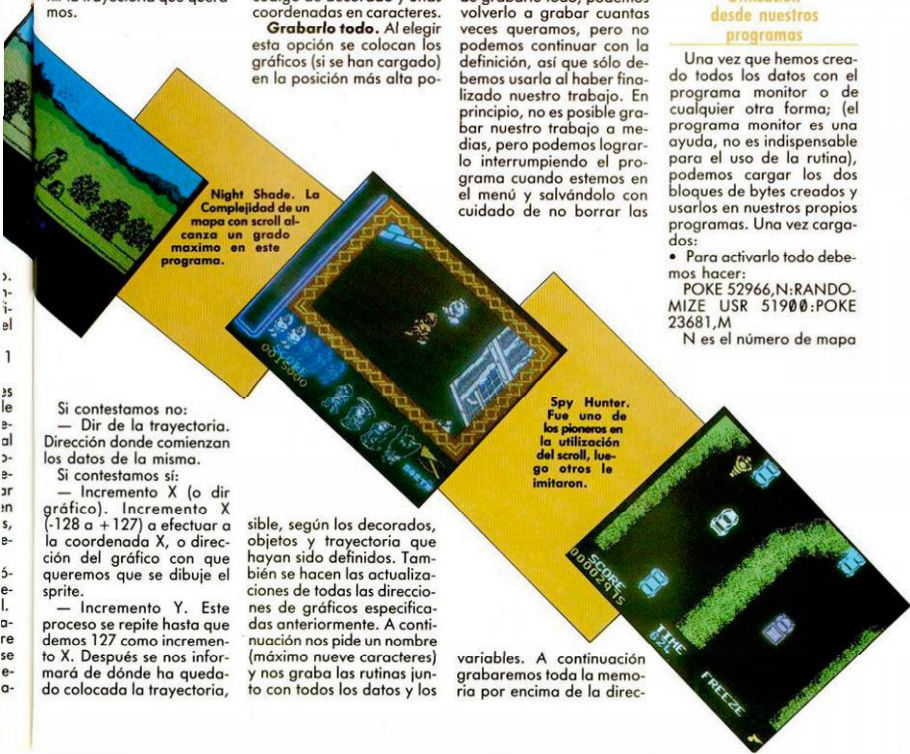 mos.
Si contestamos no:
— Dir de la trayectoria.
Dirección donde comienzan
los datos de la misma.
Si contestamos sí:
— Incremento X (o dir
gráfico). Incremento X
(-128 a +127) a efectuar a
la coordenada X, o direc-
ción del gráfico con que
queremos que se dibuje el
sprite.
— Incremento Y. Este
proceso se repite hasta que
demos 127 como incremen-
to X. Después se nos infor-
mará de dónde ha queda-
do colocada la trayectoria,
coordenadas en caracteres.
Grabarlo todo. Al elegir
esta opción se colocan los
gráficos (si se han cargado)
en la posición más alta po-
sible, según los decorados,
objetos y trayectoria que
hayan sido definidos. Tam-
bién se hacen las actualiza-
ciones de todas las direccio-
nes de gráficos especifica-
das anteriormente. A conti-
nuación nos pide un nombre
(máximo nueve caracteres)
y nos graba las rutinas jun-
to con todos los datos y los
volverlo a grabar cuantas
veces queramos, pero no
podemos continuar con la
definición, así que sólo de-
bemos usarla al haber fina-
lizado nuestro trabajo. En
principio, no es posible gra-
bar nuestro trabajo a me-
dias, pero podemos lograr-
lo interrumpiendo el pro-
grama cuando estemos en
el menú y salvándolo con
cuidado de no borrar las
variables. A continuación
grabaremos toda la memo-
ria por encima de la direc-
desde nuestros
programas
Una vez que hemos crea-
do todos los datos con el
programa monitor o de
cualquier otra forma; (el
programa monitor es una
ayuda, no es indispensable
para el uso de la rutina),
podemos cargar los dos
bloques de bytes creados y
usarlos en nuestros propios
programas. Una vez carga-
dos:
• Para activarlo todo debe-
mos hacer:
POKE 52966,N:RANDO-
MIZE USR 51900:POKE
23681,M
N es el número de mapa
Night Shade. La
Complejidad de un
mapa con scroll al-
canza un grado
maximo en este
programa.
SCORE
0015000
Spy Hunter.
Fue uno de
los pioneros en
la utilización
del scroll, lue-
go otros le
imitaron.
SCORE
00002915
TIME
824
FREEZE